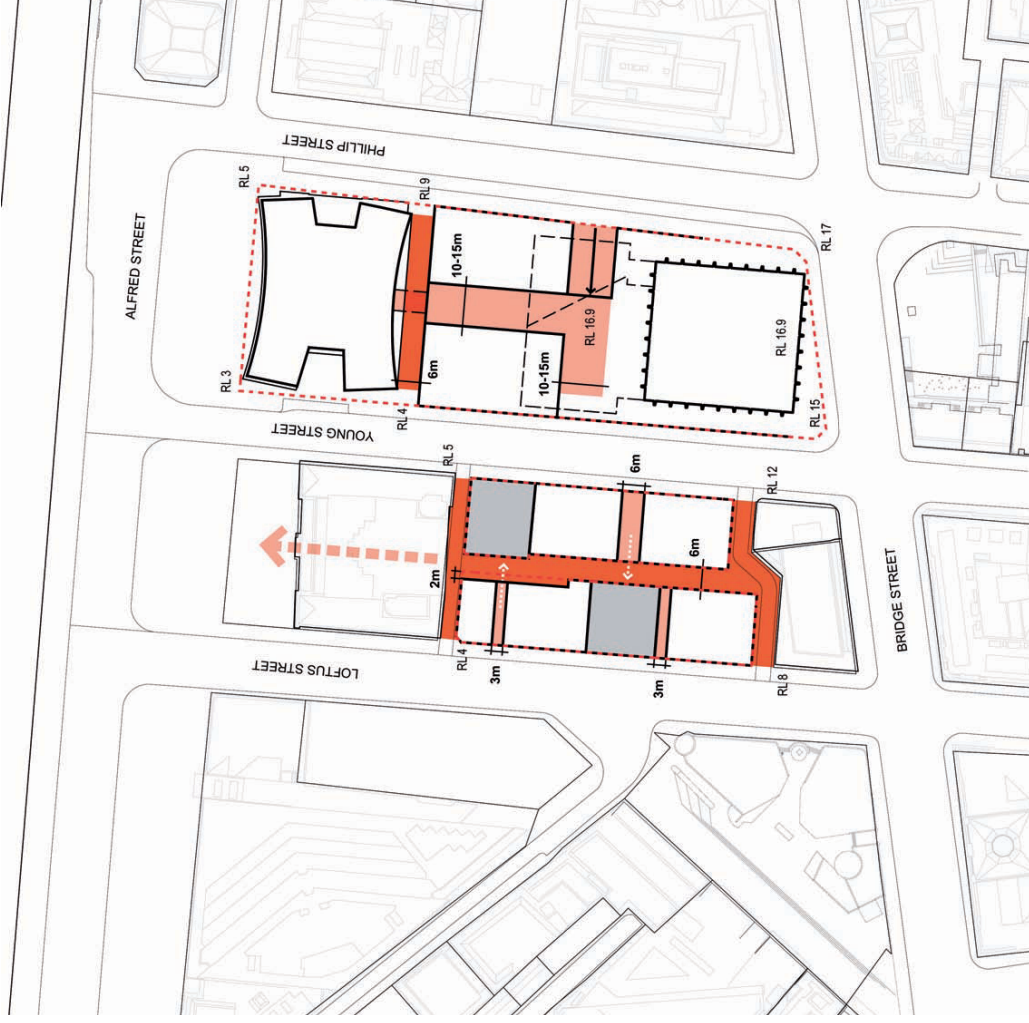 PHILLIP STREET
RL 5
RL 9
ALFRED STREET
RL 17
10-15m
RL 16.9
RL 16.9
10-15m
RL 3
6m
RL 15
RL 4
YOUNG STREET
RL 5
6m
RL 12
6m
2m
BRIDGE STREET
RL 4
LOFTUS STREET
3m
3m
RL 8